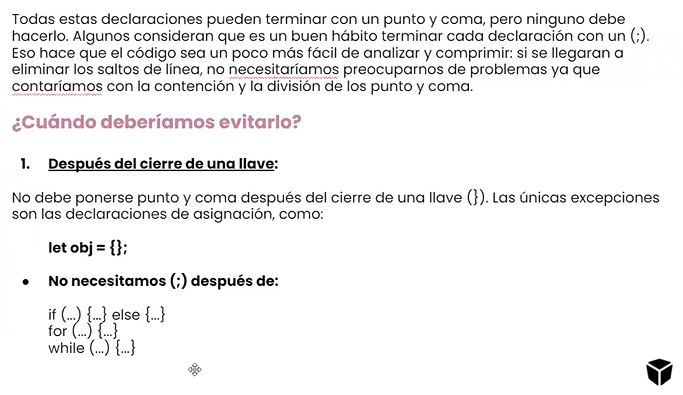 Todas estas declaraciones pueden terminar con un punto y coma, pero ninguno debe
hacerlo. Algunos consideran que es un buen hábito terminar cada declaración con un (;).
Eso hace que el código sea un poco más fácil de analizar y comprimir: si se llegaran a
eliminar los saltos de línea, no necesitaríamos preocuparnos de problemas ya que
contaríamos con la contención y la división de los punto y coma.
¿Cuándo deberíamos evitarlo?
1. Después del cierre de una llave:
No debe ponerse punto y coma después del cierre de una llave (}). Las únicas excepciones
son las declaraciones de asignación, como:
let obj = {};
● No necesitamos (;) después de:
if (...) {...} else {...}
for (...) {...}
while (...) {...}